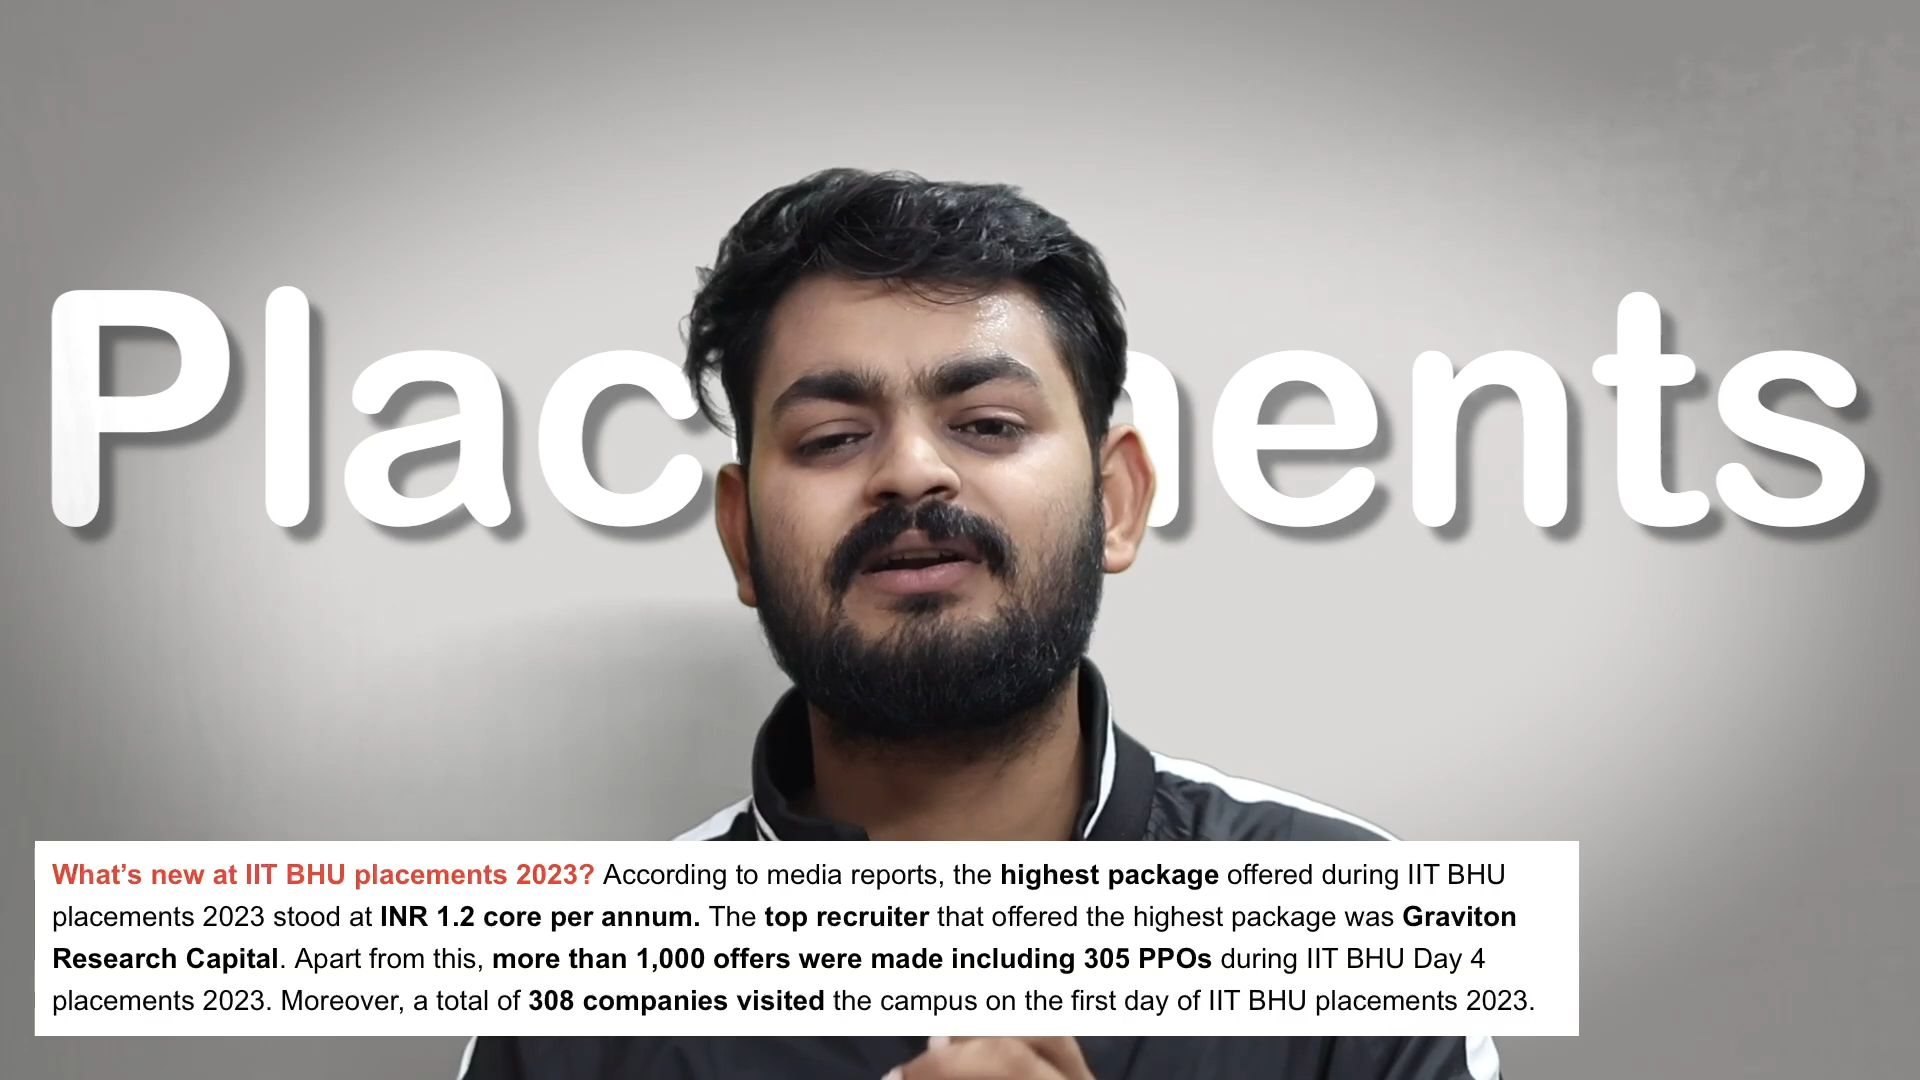 Placements
What’s new at IIT BHU placements 2023? According to media reports, the highest package offered during IIT BHU
placements 2023 stood at INR 1.2 core per annum. The top recruiter that offered the highest package was Graviton
Research Capital. Apart from this, more than 1,000 offers were made including 305 PPOs during IIT BHU Day 4
placements 2023. Moreover, a total of 308 companies visited the campus on the first day of IIT BHU placements 2023.